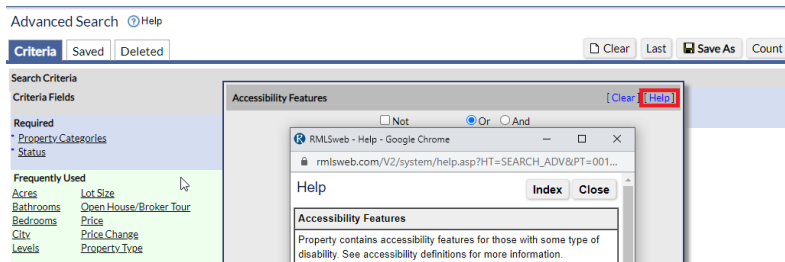 Advanced Search ? Help
Criteria Saved Deleted Clear Last Save As Count
Search Criteria
Criteria Fields
Required
* Property Categories
* Status
Frequently Used
Acres Lot Size
Bathrooms Open House/Broker Tour
Bedrooms Price
City Price Change
Levels Property Type
Accessibility Features [ Clear ] [ Help ]
Not Or And
RMLSweb - Help - Google Chrome
rmlsweb.com/V2/system/help.asp?HT=SEARCH_ADV&PT=001...
Help Index Close
Accessibility Features
Property contains accessibility features for those with some type of
disability. See accessibility definitions for more information.